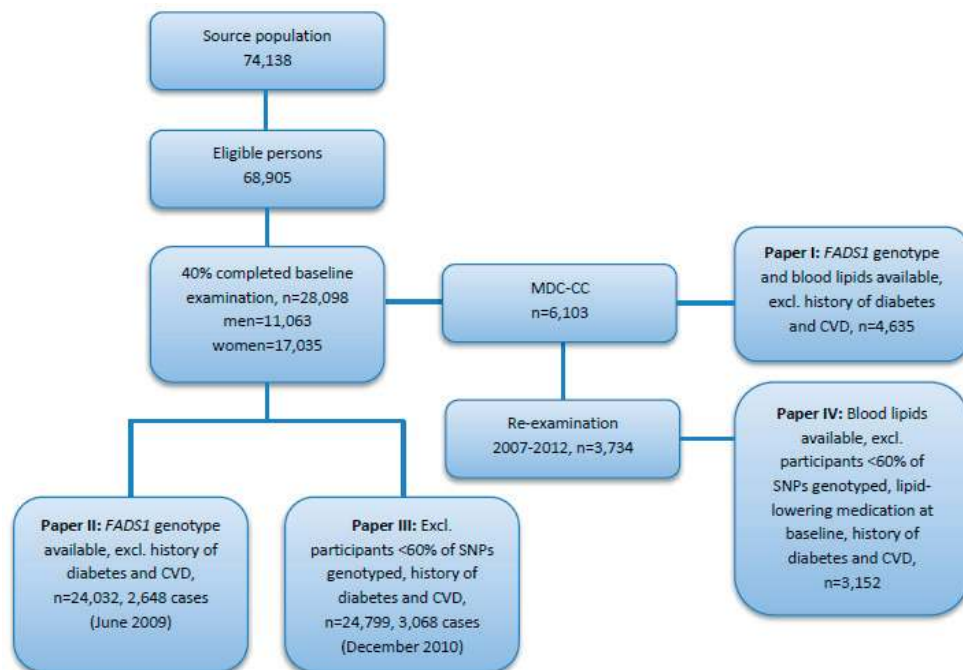 Source population
74,138
Eligible persons
68,905
40% completed baseline
examination, n=28,098
men=11,063
women=17,035
MDC-CC
n=6,103
Paper I: FADS1 genotype
and blood lipids available,
excl. history of diabetes
and CVD, n=4,635
Re-examination
2007-2012, n=3,734
Paper IV: Blood lipids
available, excl.
participants <60% of
SNPs genotyped, lipid-
lowering medication at
baseline, history of
diabetes and CVD,
n=3,152
Paper II: FADS1 genotype
available, excl. history of
diabetes and CVD,
n=24,032, 2,648 cases
(June 2009)
Paper III: Excl.
participants <60% of SNPs
genotyped, history of
diabetes and CVD,
n=24,799, 3,068 cases
(December 2010)